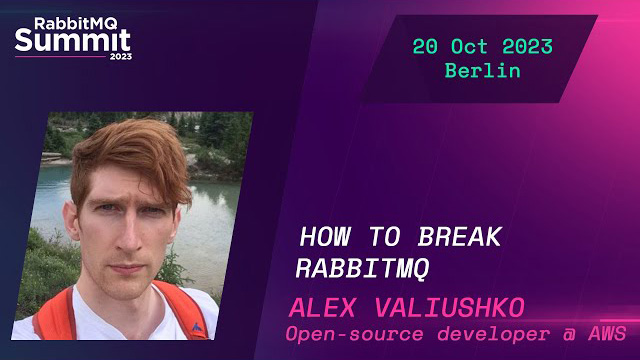 RabbitMQ
Summit
2023
20 Oct 2023
Berlin
HOW TO BREAK
RABBITMQ
ALEX VALIUSHKO
Open-source developer @ AWS